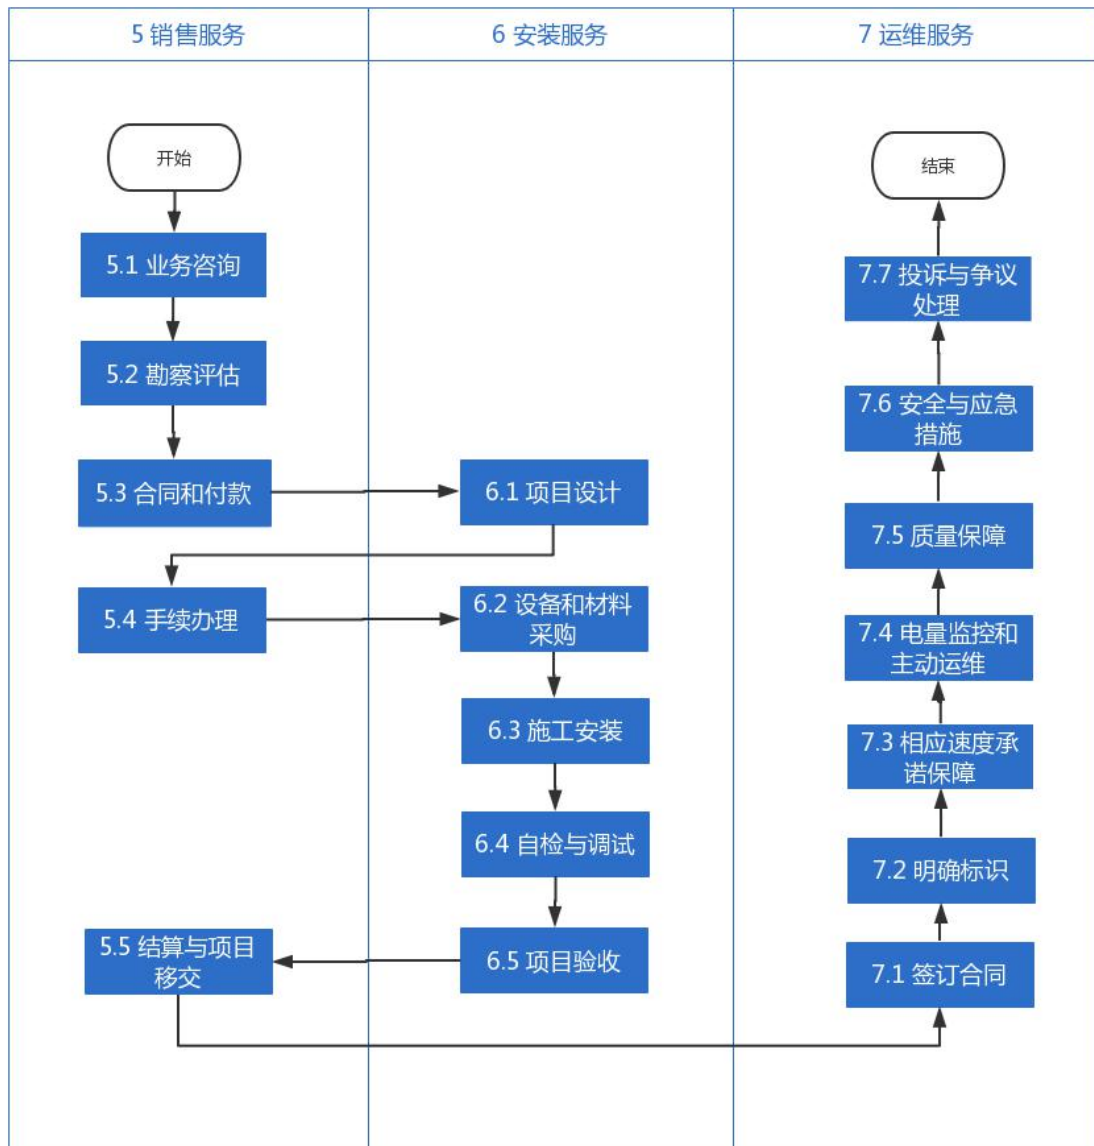 5 销售服务
6 安装服务
7 运维服务
开始
5.1 业务咨询
5.2 勘察评估
5.3 合同和付款
6.1 项目设计
5.4 手续办理
6.2 设备和材料
采购
6.3 施工安装
6.4 自检与调试
6.5 项目验收
5.5 结算与项目
移交
7.1 签订合同
7.2 明确标识
7.3 相应速度承
诺保障
7.4 电量监控和
主动运维
7.5 质量保障
7.6 安全与应急
措施
7.7 投诉与争议
处理
结束